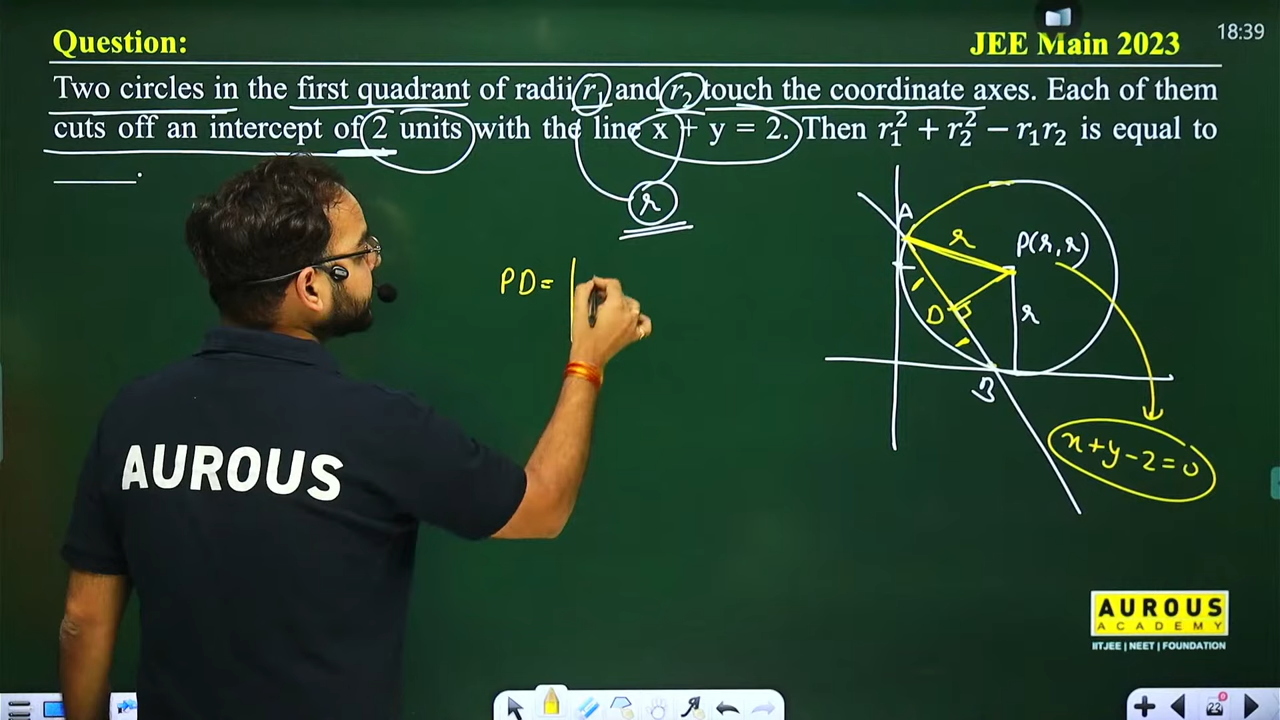 18:39
Question:
JEE Main 2023
Two circles in the first quadrant of radii r₁ and r₂ touch the coordinate axes. Each of them
cuts off an intercept of 2 units with the line x + y = 2. Then r₁² + r₂² − r₁r₂ is equal to
______.
r
A
r
P(r,r)
PD= |
D
r
B
x+y-2=0
AUROUS
AUROUS
ACADEMY
IITJEE | NEET | FOUNDATION
22